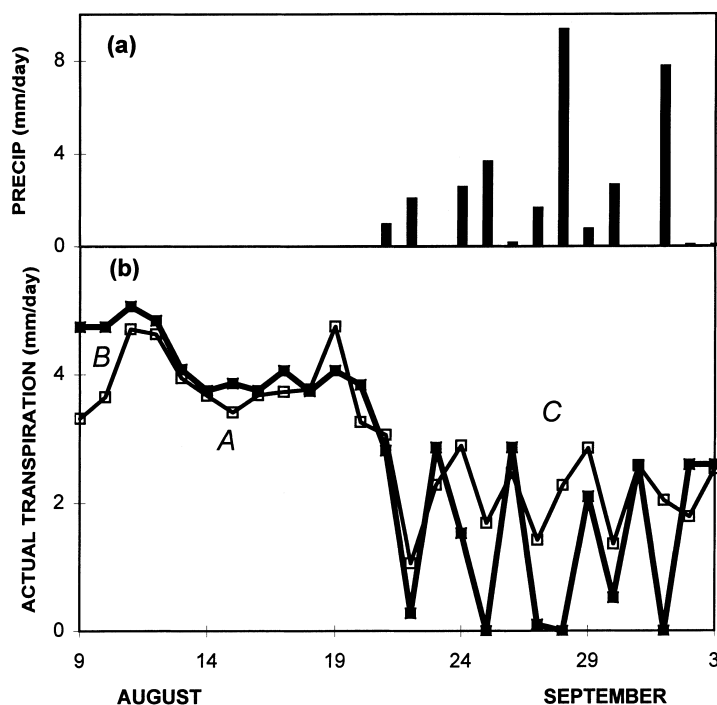 (a)
PRECIP (mm/day)
8
4
0
(b)
ACTUAL TRANSPIRATION (mm/day)
B
A
C
4
2
0
9 14 19 24 29 3
AUGUST SEPTEMBER